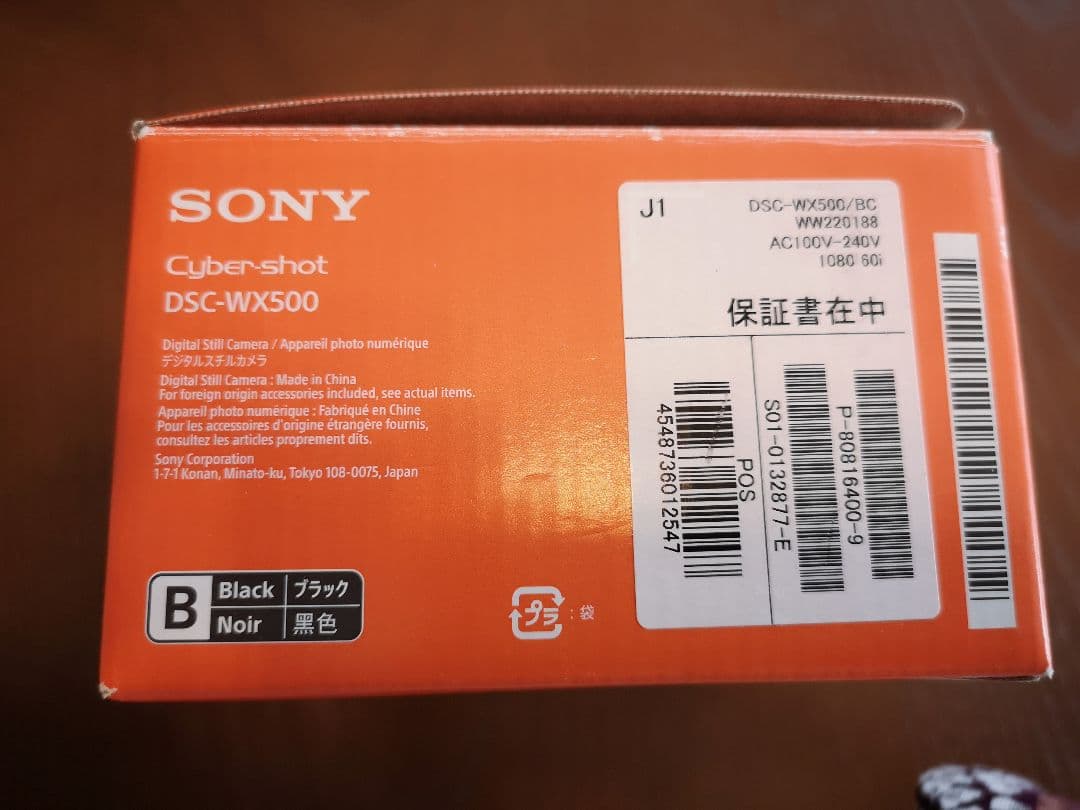 SONY
Cyber-shot
DSC-WX500
Digital Still Camera / Appareil photo numérique
デジタルスチルカメラ
Digital Still Camera : Made in China
For foreign origin accessories included, see actual items.
Appareil photo numérique : Fabriqué en Chine
Pour les accessoires d'origine étrangère fournis,
consultez les articles proprement dits.
Sony Corporation
1-7-1 Konan, Minato-ku, Tokyo 108-0075, Japan
B
Black ブラック
Noir 黑色
プラ : 袋
J1
DSC-WX500/BC
WW220188
AC100V-240V
1080 60i
保証書在中
4548736012547
POS
S01-0132877-E
P-80816400-9